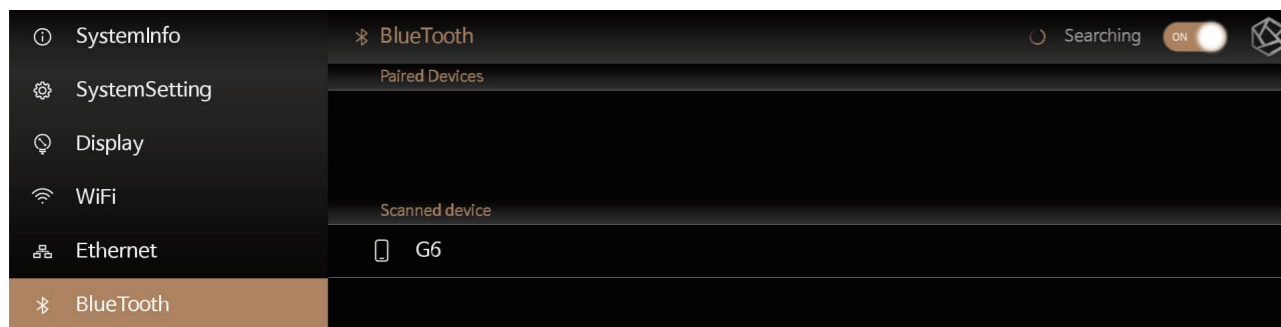 SystemInfo
SystemSetting
Display
WiFi
Ethernet
BlueTooth
BlueTooth
Searching
ON
Paired Devices
Scanned device
G6